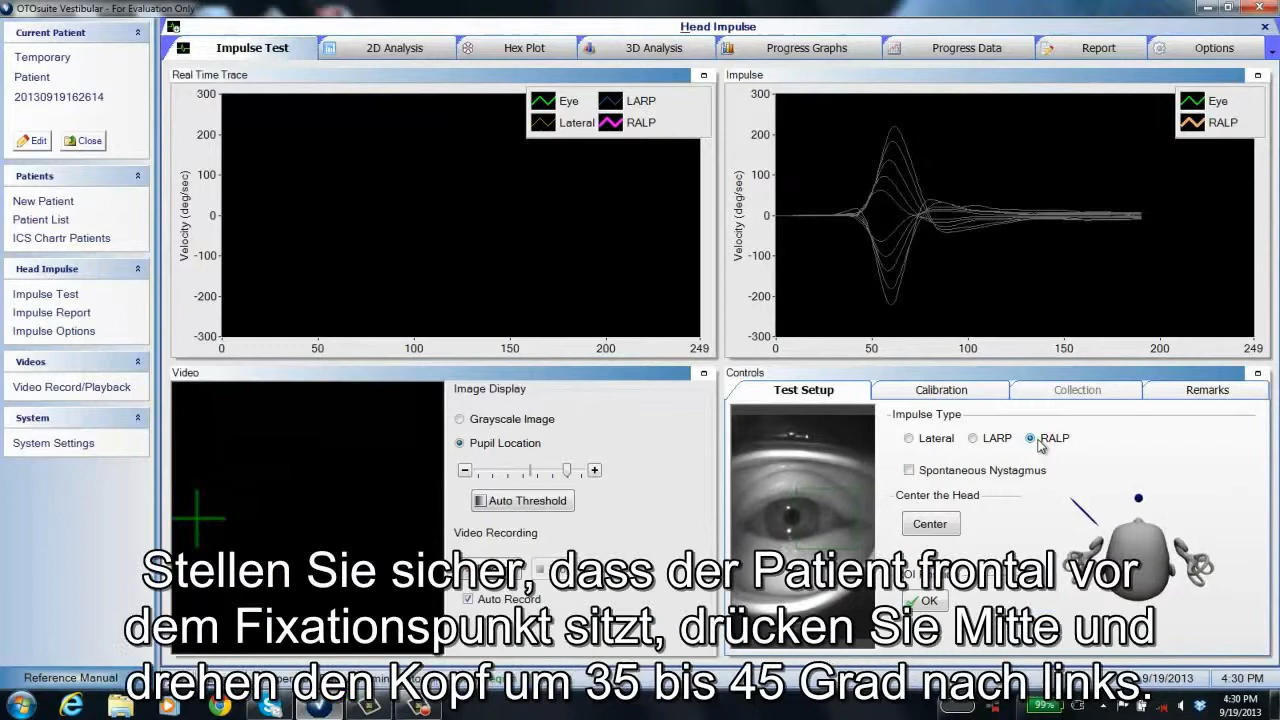 OTOsuite Vestibular - For Evaluation Only
Current Patient
Temporary
Patient
20130919162614
Edit
Close
Patients
New Patient
Patient List
ICS Chartr Patients
Head Impulse
Impulse Test
Impulse Report
Impulse Options
Videos
Video Record/Playback
System
System Settings
Reference Manual
Head Impulse
Impulse Test
2D Analysis
Hex Plot
3D Analysis
Progress Graphs
Progress Data
Report
Options
Real Time Trace
Eye
LARP
Lateral
RALP
Velocity (deg/sec)
300
200
100
0
-100
-200
-300
0 50 100 150 200 249
Impulse
Eye
RALP
Velocity (deg/sec)
300
200
100
0
-100
-200
-300
0 50 100 150 200 249
Video
Image Display
Grayscale Image
Pupil Location
Auto Threshold
Video Recording
Auto Record
Controls
Test Setup
Calibration
Collection
Remarks
Impulse Type
Lateral
LARP
RALP
Spontaneous Nystagmus
Center the Head
Center
OK
Stellen Sie sicher, dass der Patient frontal vor
dem Fixationspunkt sitzt, drücken Sie Mitte und
drehen den Kopf um 35 bis 45 Grad nach links.
9/19/2013
4:30 PM
99%
4:30 PM
9/19/2013